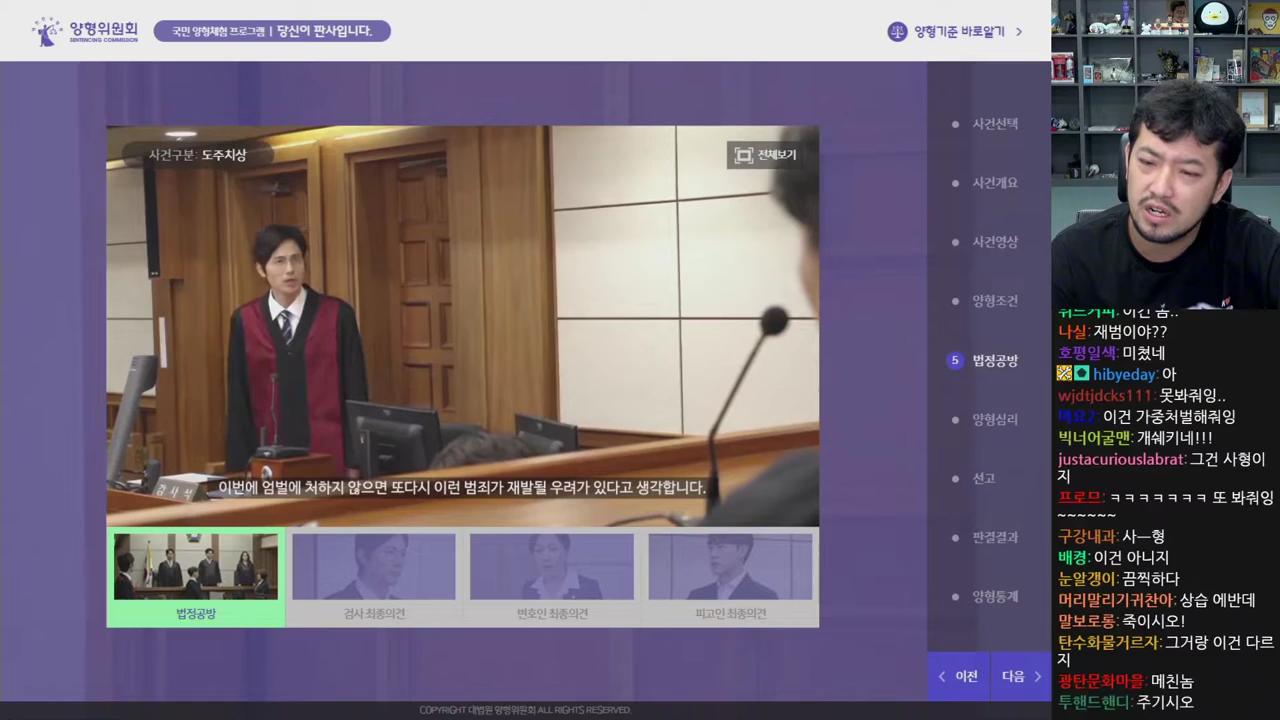 양형위원회
SENTENCING COMMISSION
국민 양형체험 프로그램 | 당신이 판사입니다.
양형기준 바로알기
사건구분: 도주치상
전체보기
검사석
이번에 엄벌에 처하지 않으면 또다시 이런 범죄가 재발될 우려가 있다고 생각합니다.
법정공방
검사 최종의견
변호인 최종의견
피고인 최종의견
사건선택
사건개요
사건영상
양형조건
5 법정공방
양형심리
선고
판결결과
양형통계
이전
다음
COPYRIGHT 대법원 양형위원회 ALL RIGHTS RESERVED.
나실: 재범이야??
호평일색: 미쳤네
hibyeday: 아
wjdtjdcks111: 못봐줘잉..
이건 가중처벌해줘잉
빅너어굴맨: 개쉐키네!!!
justacuriouslabrat: 그건 사형이
지
프로므: ㅋㅋㅋㅋㅋㅋㅋ 또 봐줘잉
~~~~~~
구강내과: 사ㅡ형
배경: 이건 아니지
눈알갱이: 끔찍하다
머리말리기귀찬아: 상습 에반데
말보로롱: 죽이시오!
탄수화물거르자: 그거랑 이건 다르
지
광탄문화마을: 메친놈
투핸드핸디: 주기시오